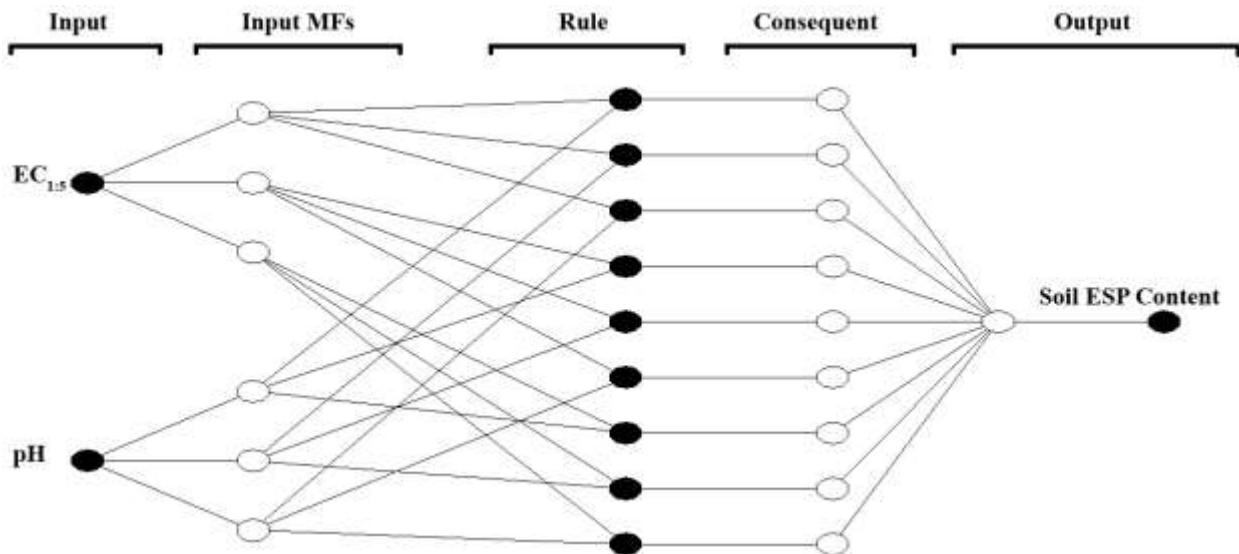 Input Input MFs Rule Consequent Output
EC1:5
Soil ESP Content
pH